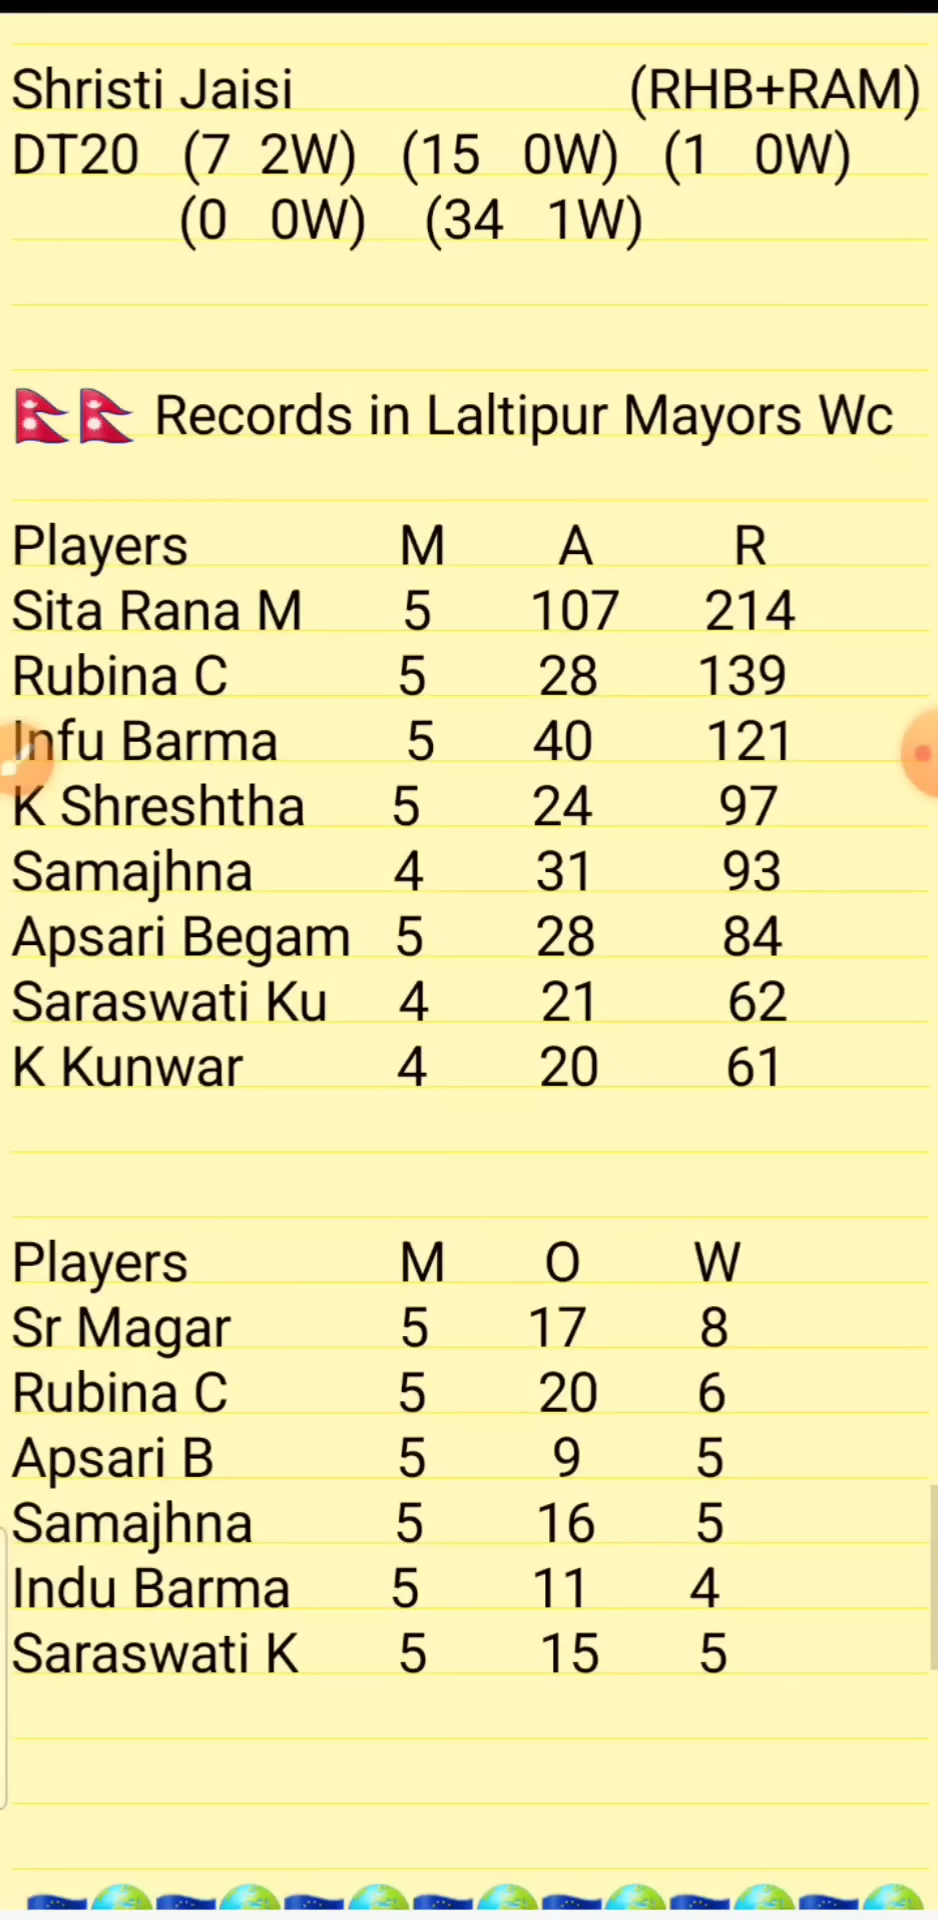 Shristi Jaisi (RHB+RAM)
DT20 (7 2W) (15 0W) (1 0W)
(0 0W) (34 1W)
🇳🇵🇳🇵 Records in Laltipur Mayors Wc
Players M A R
Sita Rana M 5 107 214
Rubina C 5 28 139
Infu Barma 5 40 121
K Shreshtha 5 24 97
Samajhna 4 31 93
Apsari Begam 5 28 84
Saraswati Ku 4 21 62
K Kunwar 4 20 61
Players M O W
Sr Magar 5 17 8
Rubina C 5 20 6
Apsari B 5 9 5
Samajhna 5 16 5
Indu Barma 5 11 4
Saraswati K 5 15 5